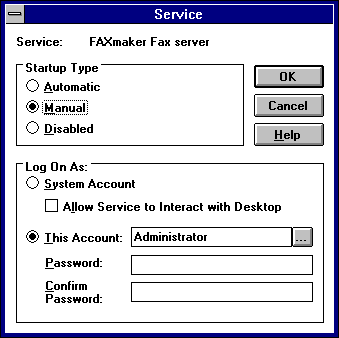 Service
Service: FAXmaker Fax server
Startup Type
Automatic
Manual
Disabled
OK
Cancel
Help
Log On As:
System Account
Allow Service to Interact with Desktop
This Account: Administrator ...
Password:
Confirm
Password: